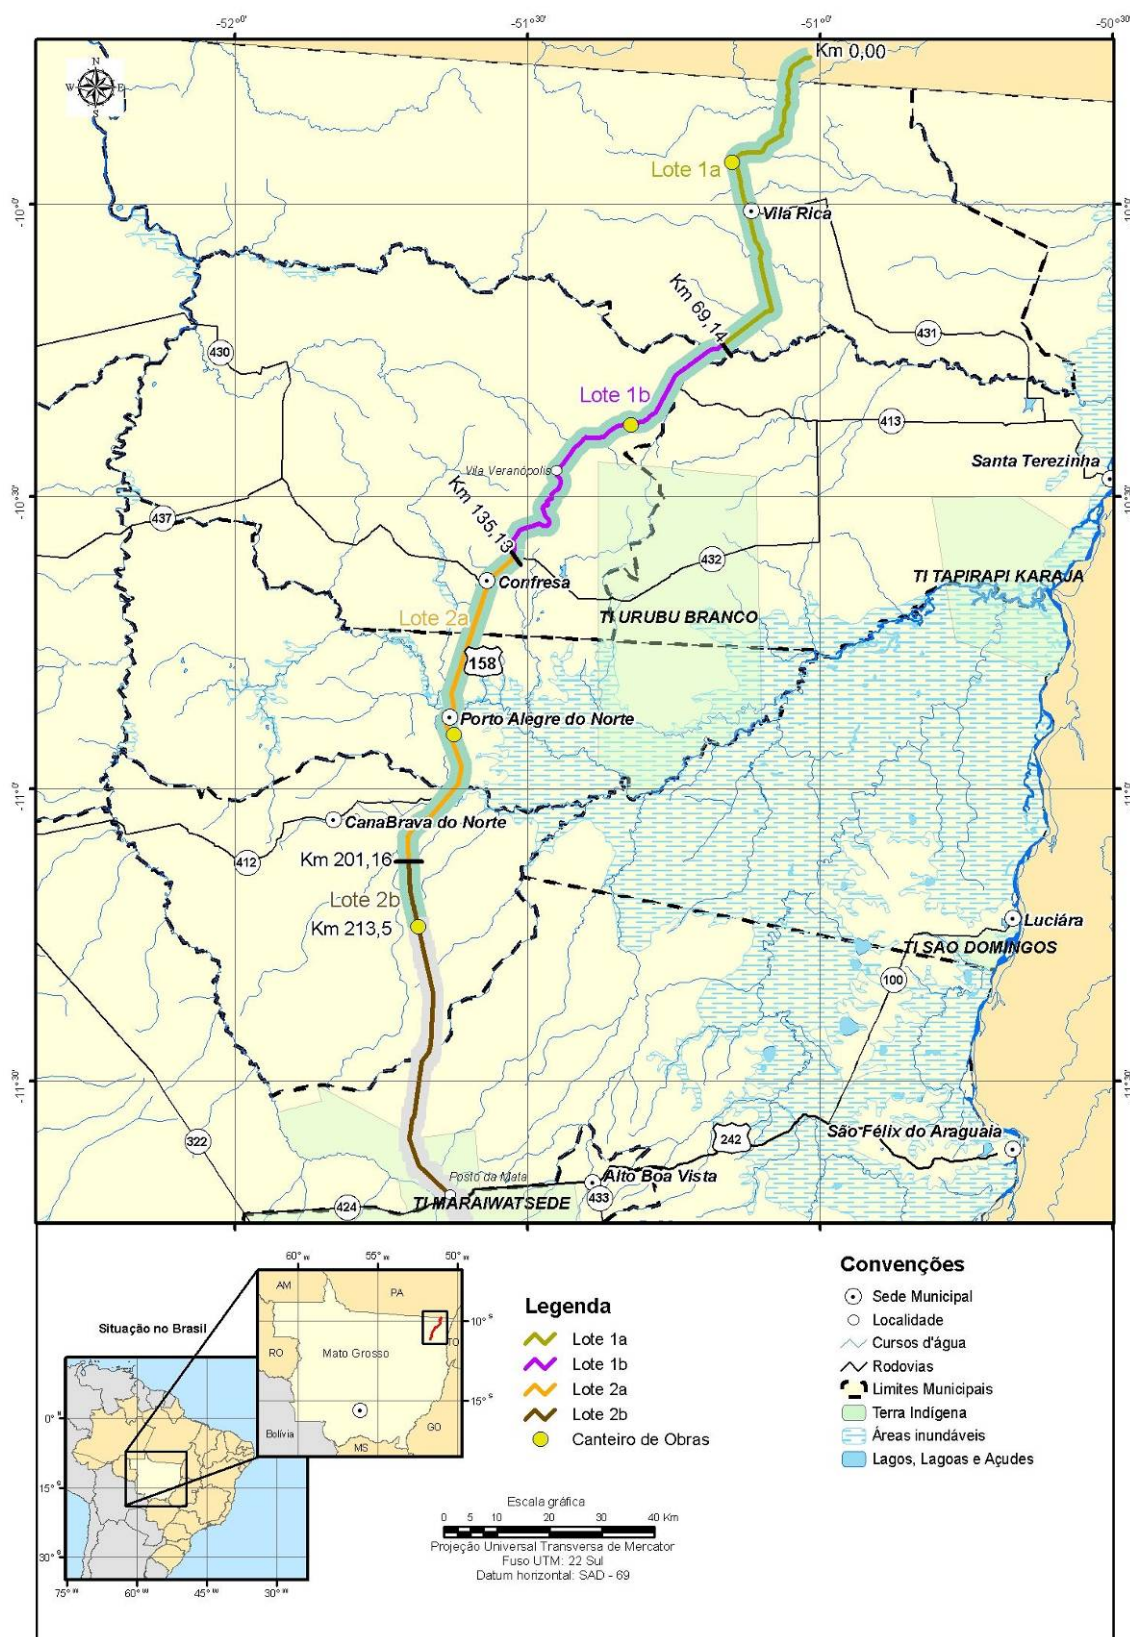 -52°0' -51°30' -51°0' -50°30'
Km 0,00
N
W E
S
Lote 1a
-10°0' -10°0'
Vila Rica
Km 69,14
431
430
Lote 1b
413
Santa Terezinha
Vila Veranópolis
-10°30' -10°30'
Km 135,13
437
432
Confresa
TI TAPIRAPI KARAJA
Lote 2a
TI URUBU BRANCO
158
Porto Alegre do Norte
-11°0' -11°0'
CanaBrava do Norte
412
Km 201,16
Lote 2b
Km 213,5
Luciára
TI SAO DOMINGOS
100
-11°30' -11°30'
São Félix do Araguaia
322
242
Posto da Mata
Alto Boa Vista
TI MARAIWATSEDE
433
424
60°W 55°W 50°W
AM
PA
10°S
TO
RO
Mato Grosso
15°S
GO
Bolívia
MS
Situação no Brasil
0°
15°S
30°S
75°W 60°W 45°W 30°W
Legenda
Lote 1a
Lote 1b
Lote 2a
Lote 2b
Canteiro de Obras
Escala gráfica
0 5 10 20 30 40 Km
Projeção Universal Transversa de Mercator
Fuso UTM: 22 Sul
Datum horizontal: SAD - 69
Convenções
Sede Municipal
Localidade
Cursos d'água
Rodovias
Limites Municipais
Terra Indígena
Áreas inundáveis
Lagos, Lagoas e Açudes